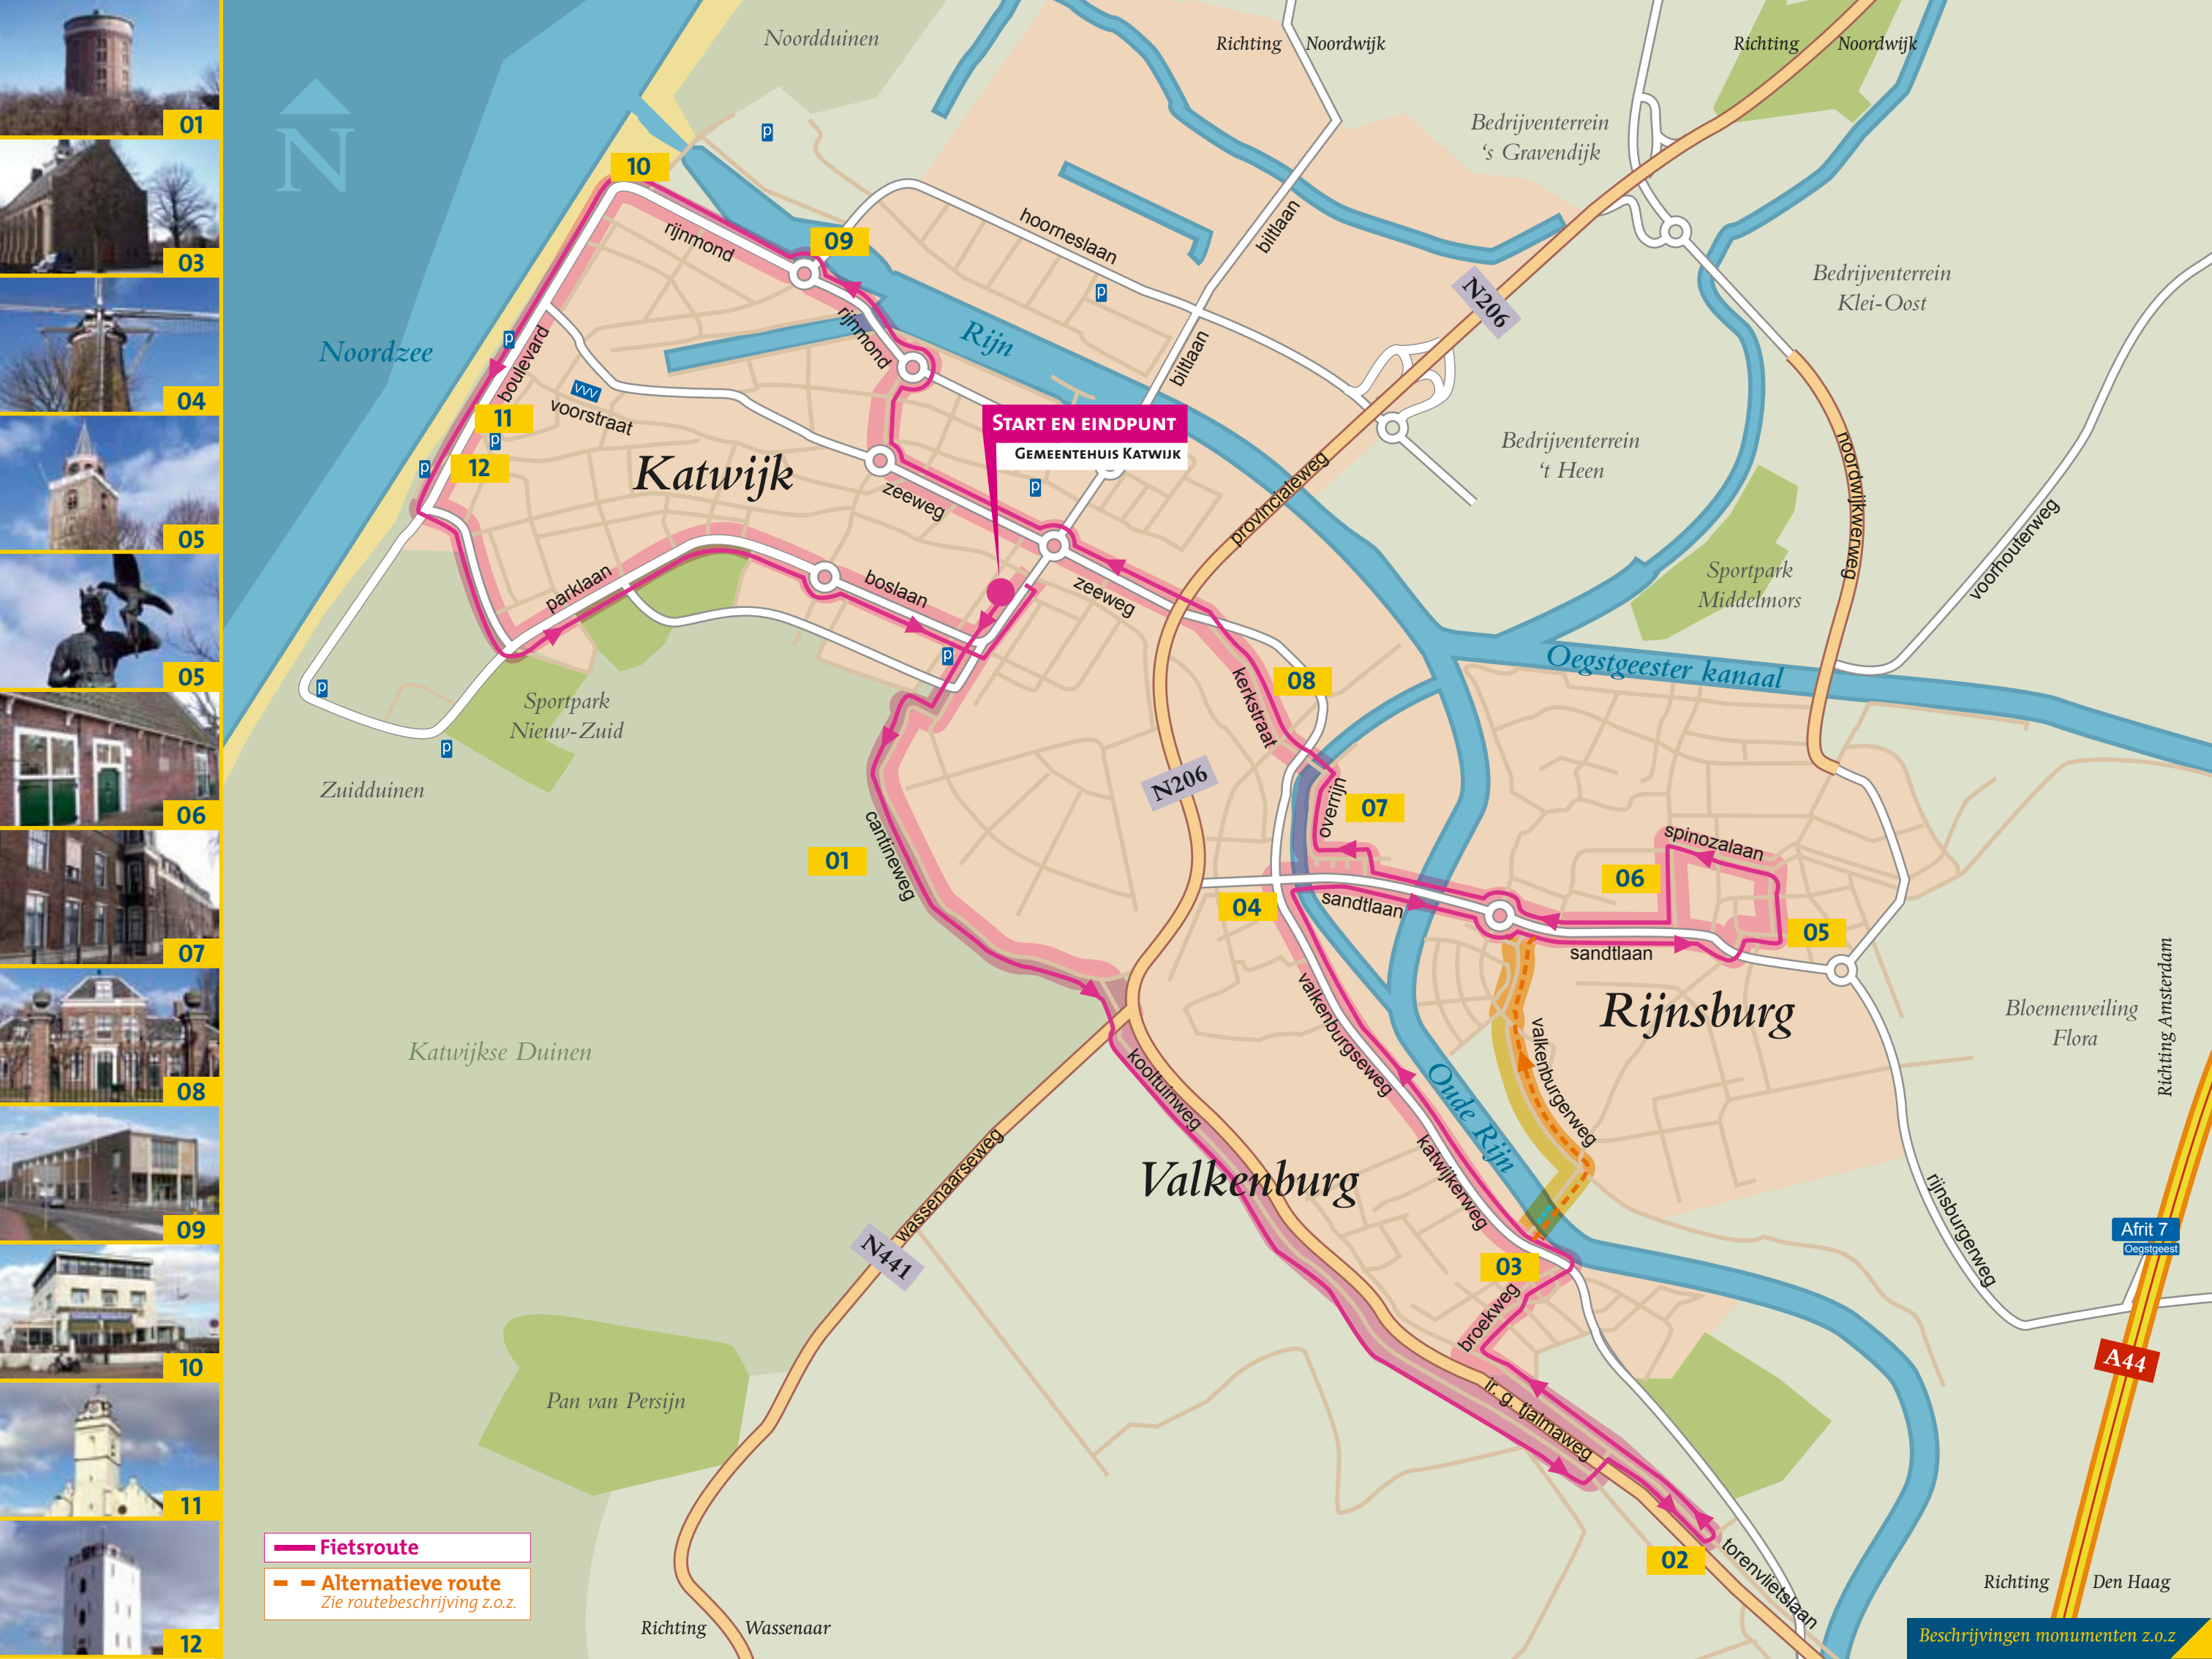 01
03
04
05
05
06
07
08
09
10
11
12
N
Noordduinen
Richting Noordwijk
Richting Noordwijk
Bedrijventerrein
‘s Gravendijk
Bedrijventerrein
Klei-Oost
Bedrijventerrein
‘t Heen
p
10
09
rijnmond
rijnmond
hoorneslaan
biltlaan
biltlaan
p
N206
Rijn
Noordzee
p
boulevard
vvv
voorstraat
11
p
p
12
Katwijk
Start en eindpunt
Gemeentehuis Katwijk
p
zeeweg
zeeweg
provincialeweg
noordwijkerweg
voorhouterweg
Sportpark
Middelmors
parklaan
boslaan
p
p
p
Sportpark
Nieuw-Zuid
Zuidduinen
kerkstraat
08
Oegstgeester kanaal
N206
overrijn
07
01
cantineweg
spinozalaan
06
05
04
sandtlaan
sandtlaan
Rijnsburg
Bloemenveiling
Flora
Richting Amsterdam
Katwijkse Duinen
valkenburgseweg
valkenburgerweg
Oude Rijn
kooltuinweg
Valkenburg
katwijkerweg
wassenaarseweg
N441
rijnsburgerweg
Afrit 7
Oegstgeest
03
broekweg
A44
Pan van Persijn
ir. g. tjalmaweg
02
torenvlietslaan
Fietsroute
Alternatieve route
Zie routebeschrijving z.o.z.
Richting Wassenaar
Richting Den Haag
Beschrijvingen monumenten z.o.z